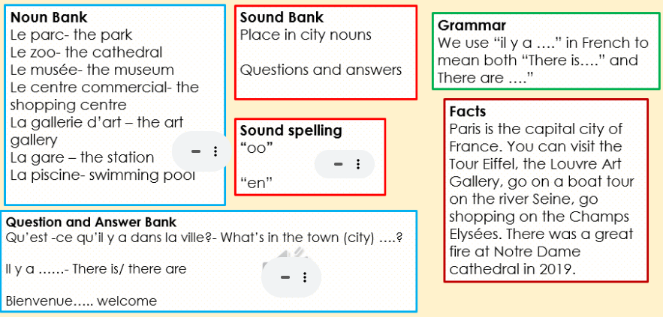 Noun Bank
Le parc- the park
Le zoo- the cathedral
Le musée- the museum
Le centre commercial- the
shopping centre
La gallerie d'art – the art
gallery
La gare – the station
La piscine- swimming pool
Sound Bank
Place in city nouns
Questions and answers
Sound spelling
"oo"
"en"
Grammar
We use "il y a …." in French to
mean both "There is…." and
There are …."
Facts
Paris is the capital city of
France. You can visit the
Tour Eiffel, the Louvre Art
Gallery, go on a boat tour
on the river Seine, go
shopping on the Champs
Elysées. There was a great
fire at Notre Dame
cathedral in 2019.
Question and Answer Bank
Qu'est -ce qu'il y a dans la ville?- What's in the town (city) ….?
Il y a ……- There is/ there are
Bienvenue….. welcome